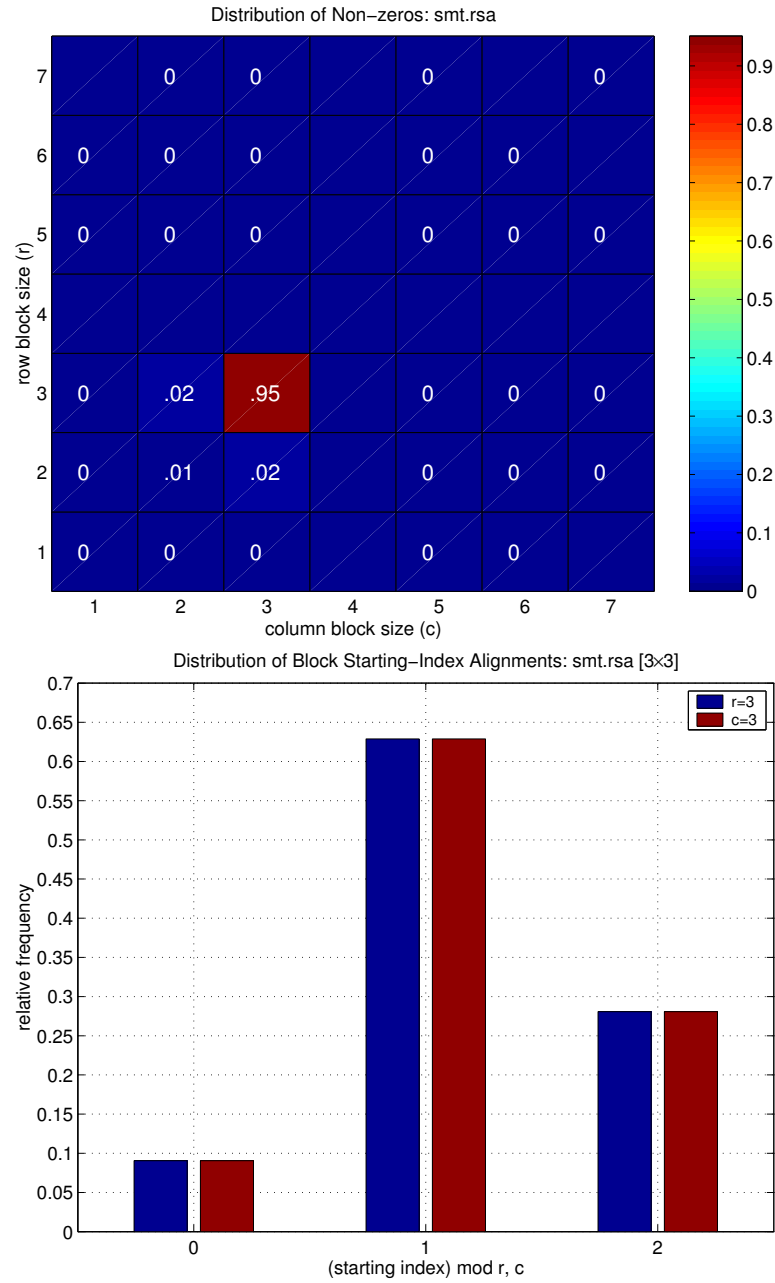 Distribution of Non−zeros: smt.rsa
7 0 0 0 0
6 0 0 0 0 0
5 0 0 0 0 0 0
4
3 0 .02 .95 0 0 0
2 0 .01 .02 0 0 0
1 0 0 0 0 0
1 2 3 4 5 6 7
row block size (r)
column block size (c)
0.9
0.8
0.7
0.6
0.5
0.4
0.3
0.2
0.1
0
Distribution of Block Starting−Index Alignments: smt.rsa [3×3]
r=3
c=3
0.7
0.65
0.6
0.55
0.5
0.45
0.4
0.35
0.3
0.25
0.2
0.15
0.1
0.05
0
relative frequency
0 1 2
(starting index) mod r, c